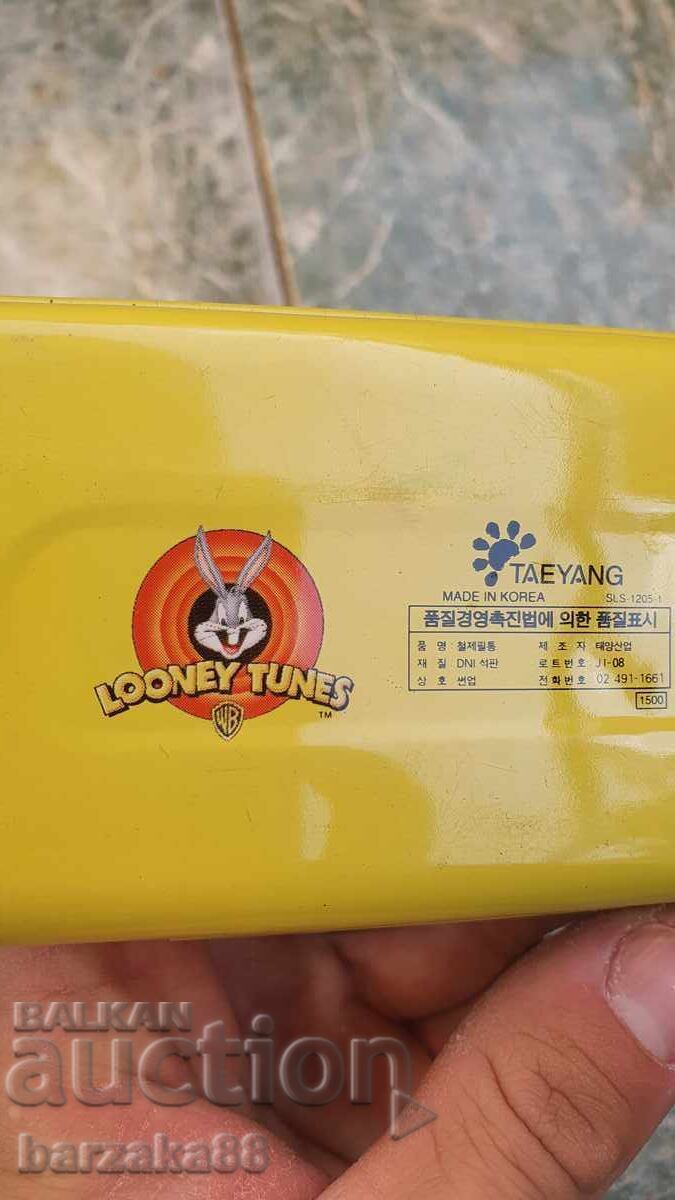 LOONEY TUNES
TM
WB
TAEYANG
MADE IN KOREA SLS-1205-1
품질경영촉진법에 의한 품질표시
품 명 : 철제필통 제 조 자 : 태양산업
재 질 : DNI 석판 로트번호 : J1-08
상 호 : 썬업 전화번호 : 02 491-1661
1500
BALKAN
auction
barzaka88